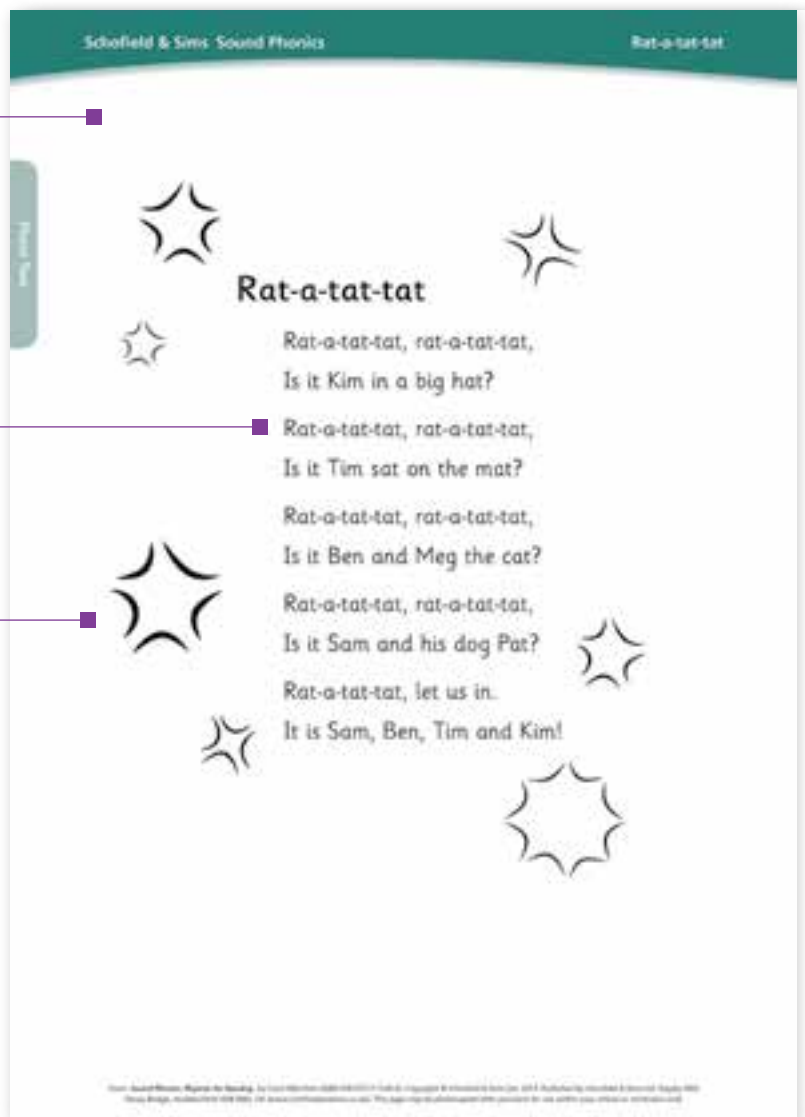 Schofield & Sims Sound Phonics
Rat-a-tat-tat
Phase Two
Rat-a-tat-tat
Rat-a-tat-tat, rat-a-tat-tat,
Is it Kim in a big hat?
Rat-a-tat-tat, rat-a-tat-tat,
Is it Tim sat on the mat?
Rat-a-tat-tat, rat-a-tat-tat,
Is it Ben and Meg the cat?
Rat-a-tat-tat, rat-a-tat-tat,
Is it Sam and his dog Pat?
Rat-a-tat-tat, let us in.
It is Sam, Ben, Tim and Kim!